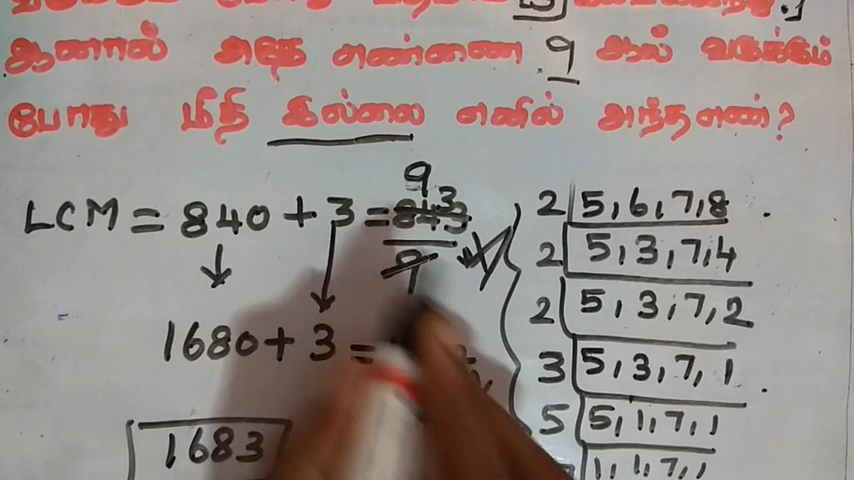 ஆனால் அதே எண்ணை 9 ஆல் வகுக்கும்
போது மீதி இல்லை எனில் அந்த எண்?
LCM = 840 + 3 = 843
9
3
9
1680 + 3 =
1683
2 5, 6, 7, 8
2 5, 3, 7, 4
2 5, 3, 7, 2
3 5, 3, 7, 1
5 5, 1, 7, 1
1, 1, 7, 1